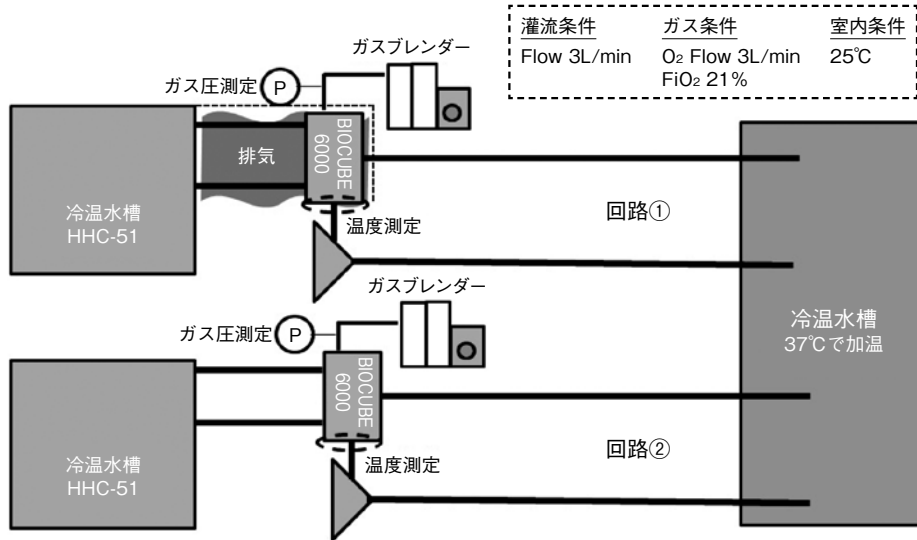 灌流条件
Flow 3L/min
ガス条件
O₂ Flow 3L/min
FiO₂ 21%
室内条件
25℃
ガスブレンダー
ガス圧測定
P
冷温水槽
HHC-51
排気
BIOCUBE
6000
温度測定
回路①
ガスブレンダー
ガス圧測定
P
冷温水槽
HHC-51
BIOCUBE
6000
温度測定
回路②
冷温水槽
37℃で加温